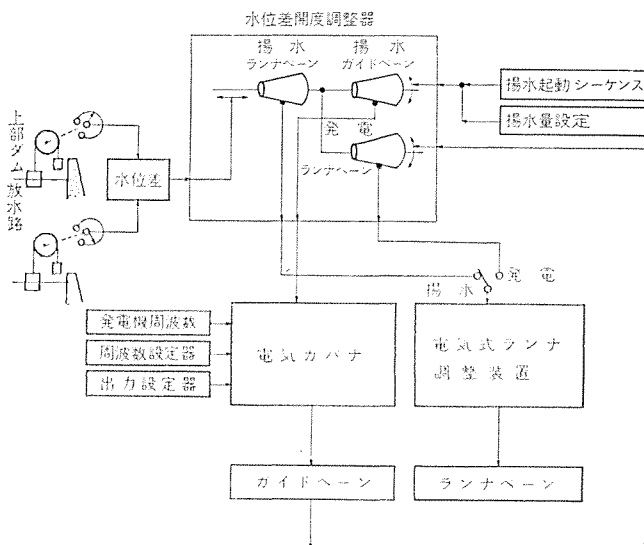 水位差開度調整器
揚水
ランナベーン
揚水
ガイドベーン
揚水起動シーケンス
揚水量設定
発電
ランナベーン
上部ダム
放水路
水位差
発電
揚水
発電機周波数
周波数設定器
出力設定器
電気ガバナ
電気式ランナ
調整装置
ガイドベーン
ランナベーン